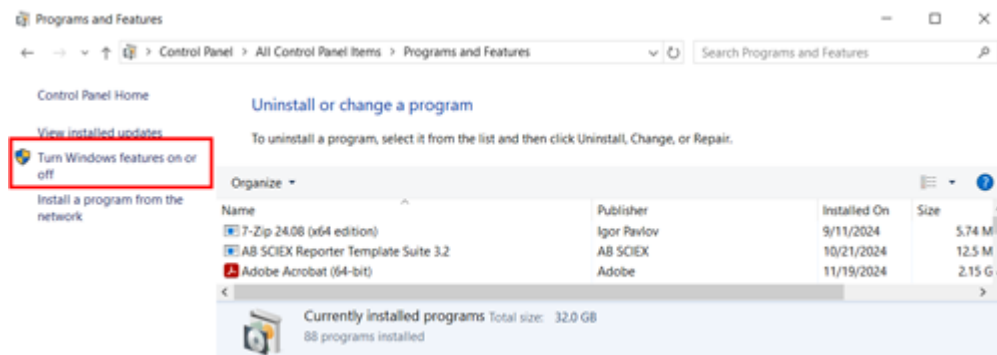 Programs and Features
Control Panel > All Control Panel Items > Programs and Features
Search Programs and Features
Control Panel Home
View installed updates
Turn Windows features on or
off
Install a program from the
network
Uninstall or change a program
To uninstall a program, select it from the list and then click Uninstall, Change, or Repair.
Organize
Name Publisher Installed On Size
7-Zip 24.08 (x64 edition) Igor Pavlov 9/11/2024 5.74 M
AB SCIEX Reporter Template Suite 3.2 AB SCIEX 10/21/2024 12.5 M
Adobe Acrobat (64-bit) Adobe 11/19/2024 2.15 G
Currently installed programs Total size: 32.0 GB
88 programs installed